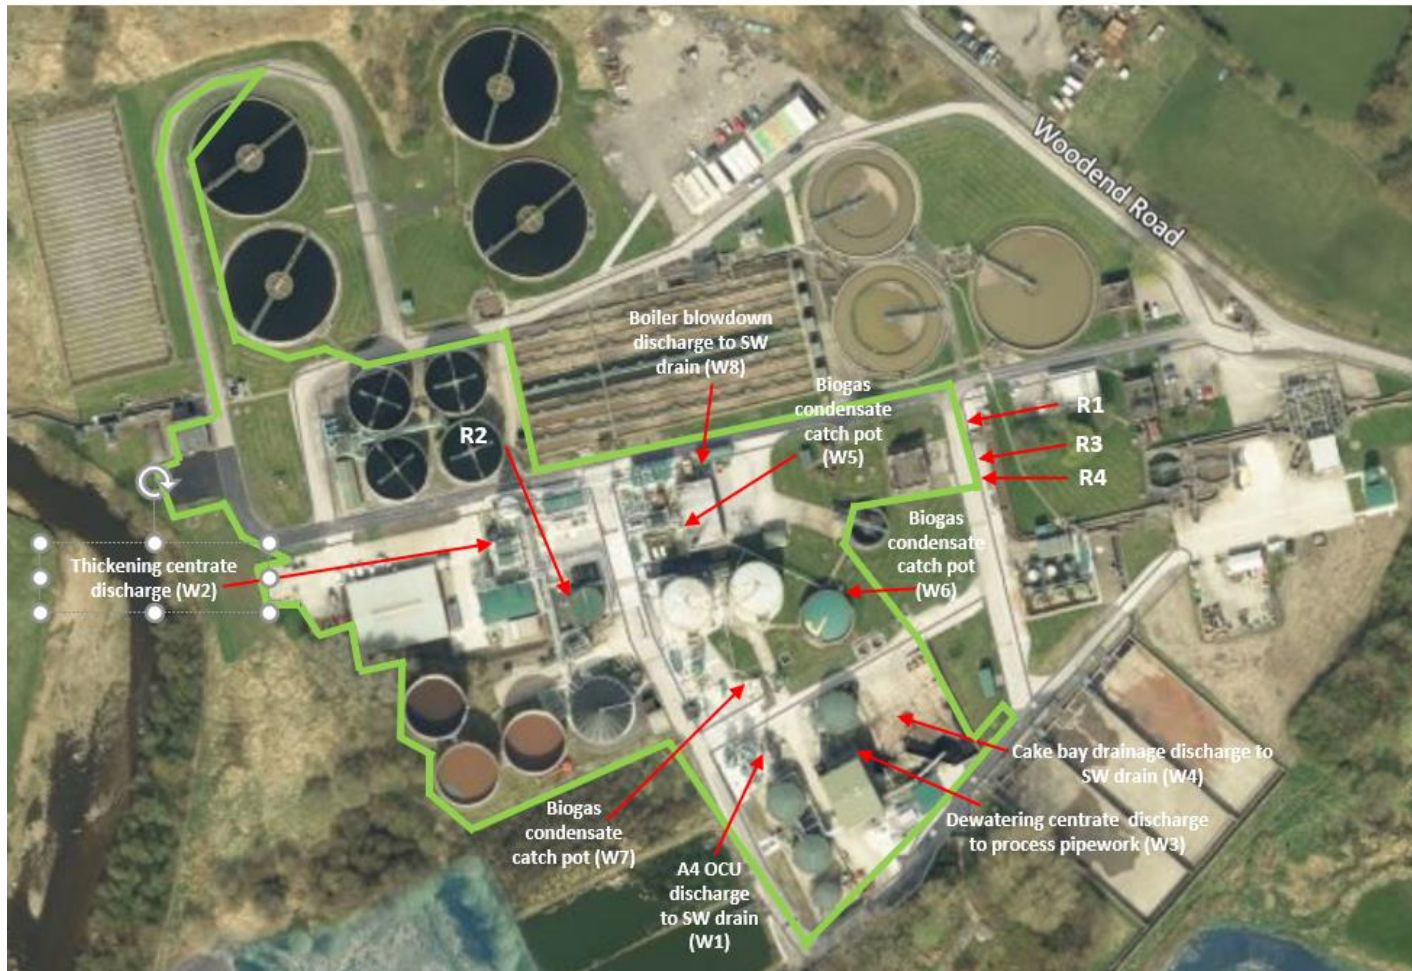 Woodend Road
Boiler blowdown
discharge to SW
drain (W8)
Biogas
condensate
catch pot
(W5)
R1
R2
R3
R4
Biogas
condensate
catch pot
(W6)
Thickening centrate
discharge (W2)
Cake bay drainage discharge to
SW drain (W4)
Biogas
condensate
catch pot (W7)
Dewatering centrate discharge
to process pipework (W3)
A4 OCU
discharge
to SW drain
(W1)